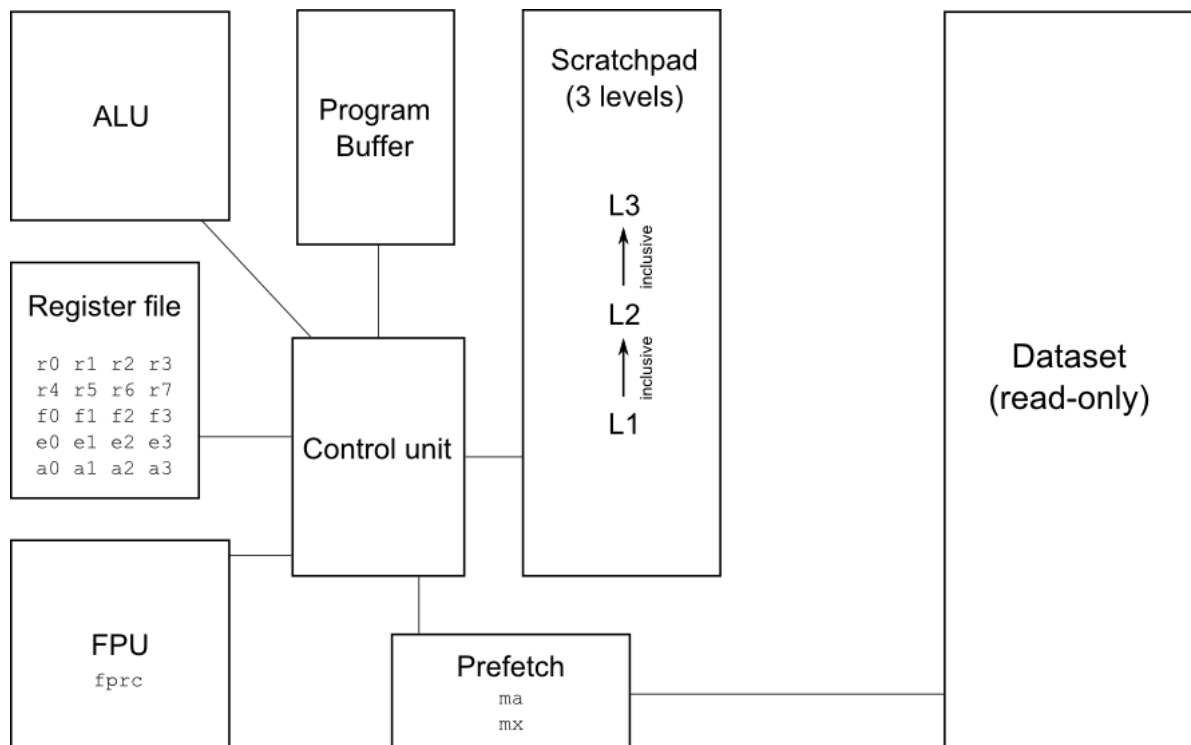 ALU
Program
Buffer
Scratchpad
(3 levels)
L3
inclusive
L2
inclusive
L1
Register file
r0 r1 r2 r3
r4 r5 r6 r7
f0 f1 f2 f3
e0 e1 e2 e3
a0 a1 a2 a3
Control unit
Dataset
(read-only)
FPU
fprc
Prefetch
ma
mx